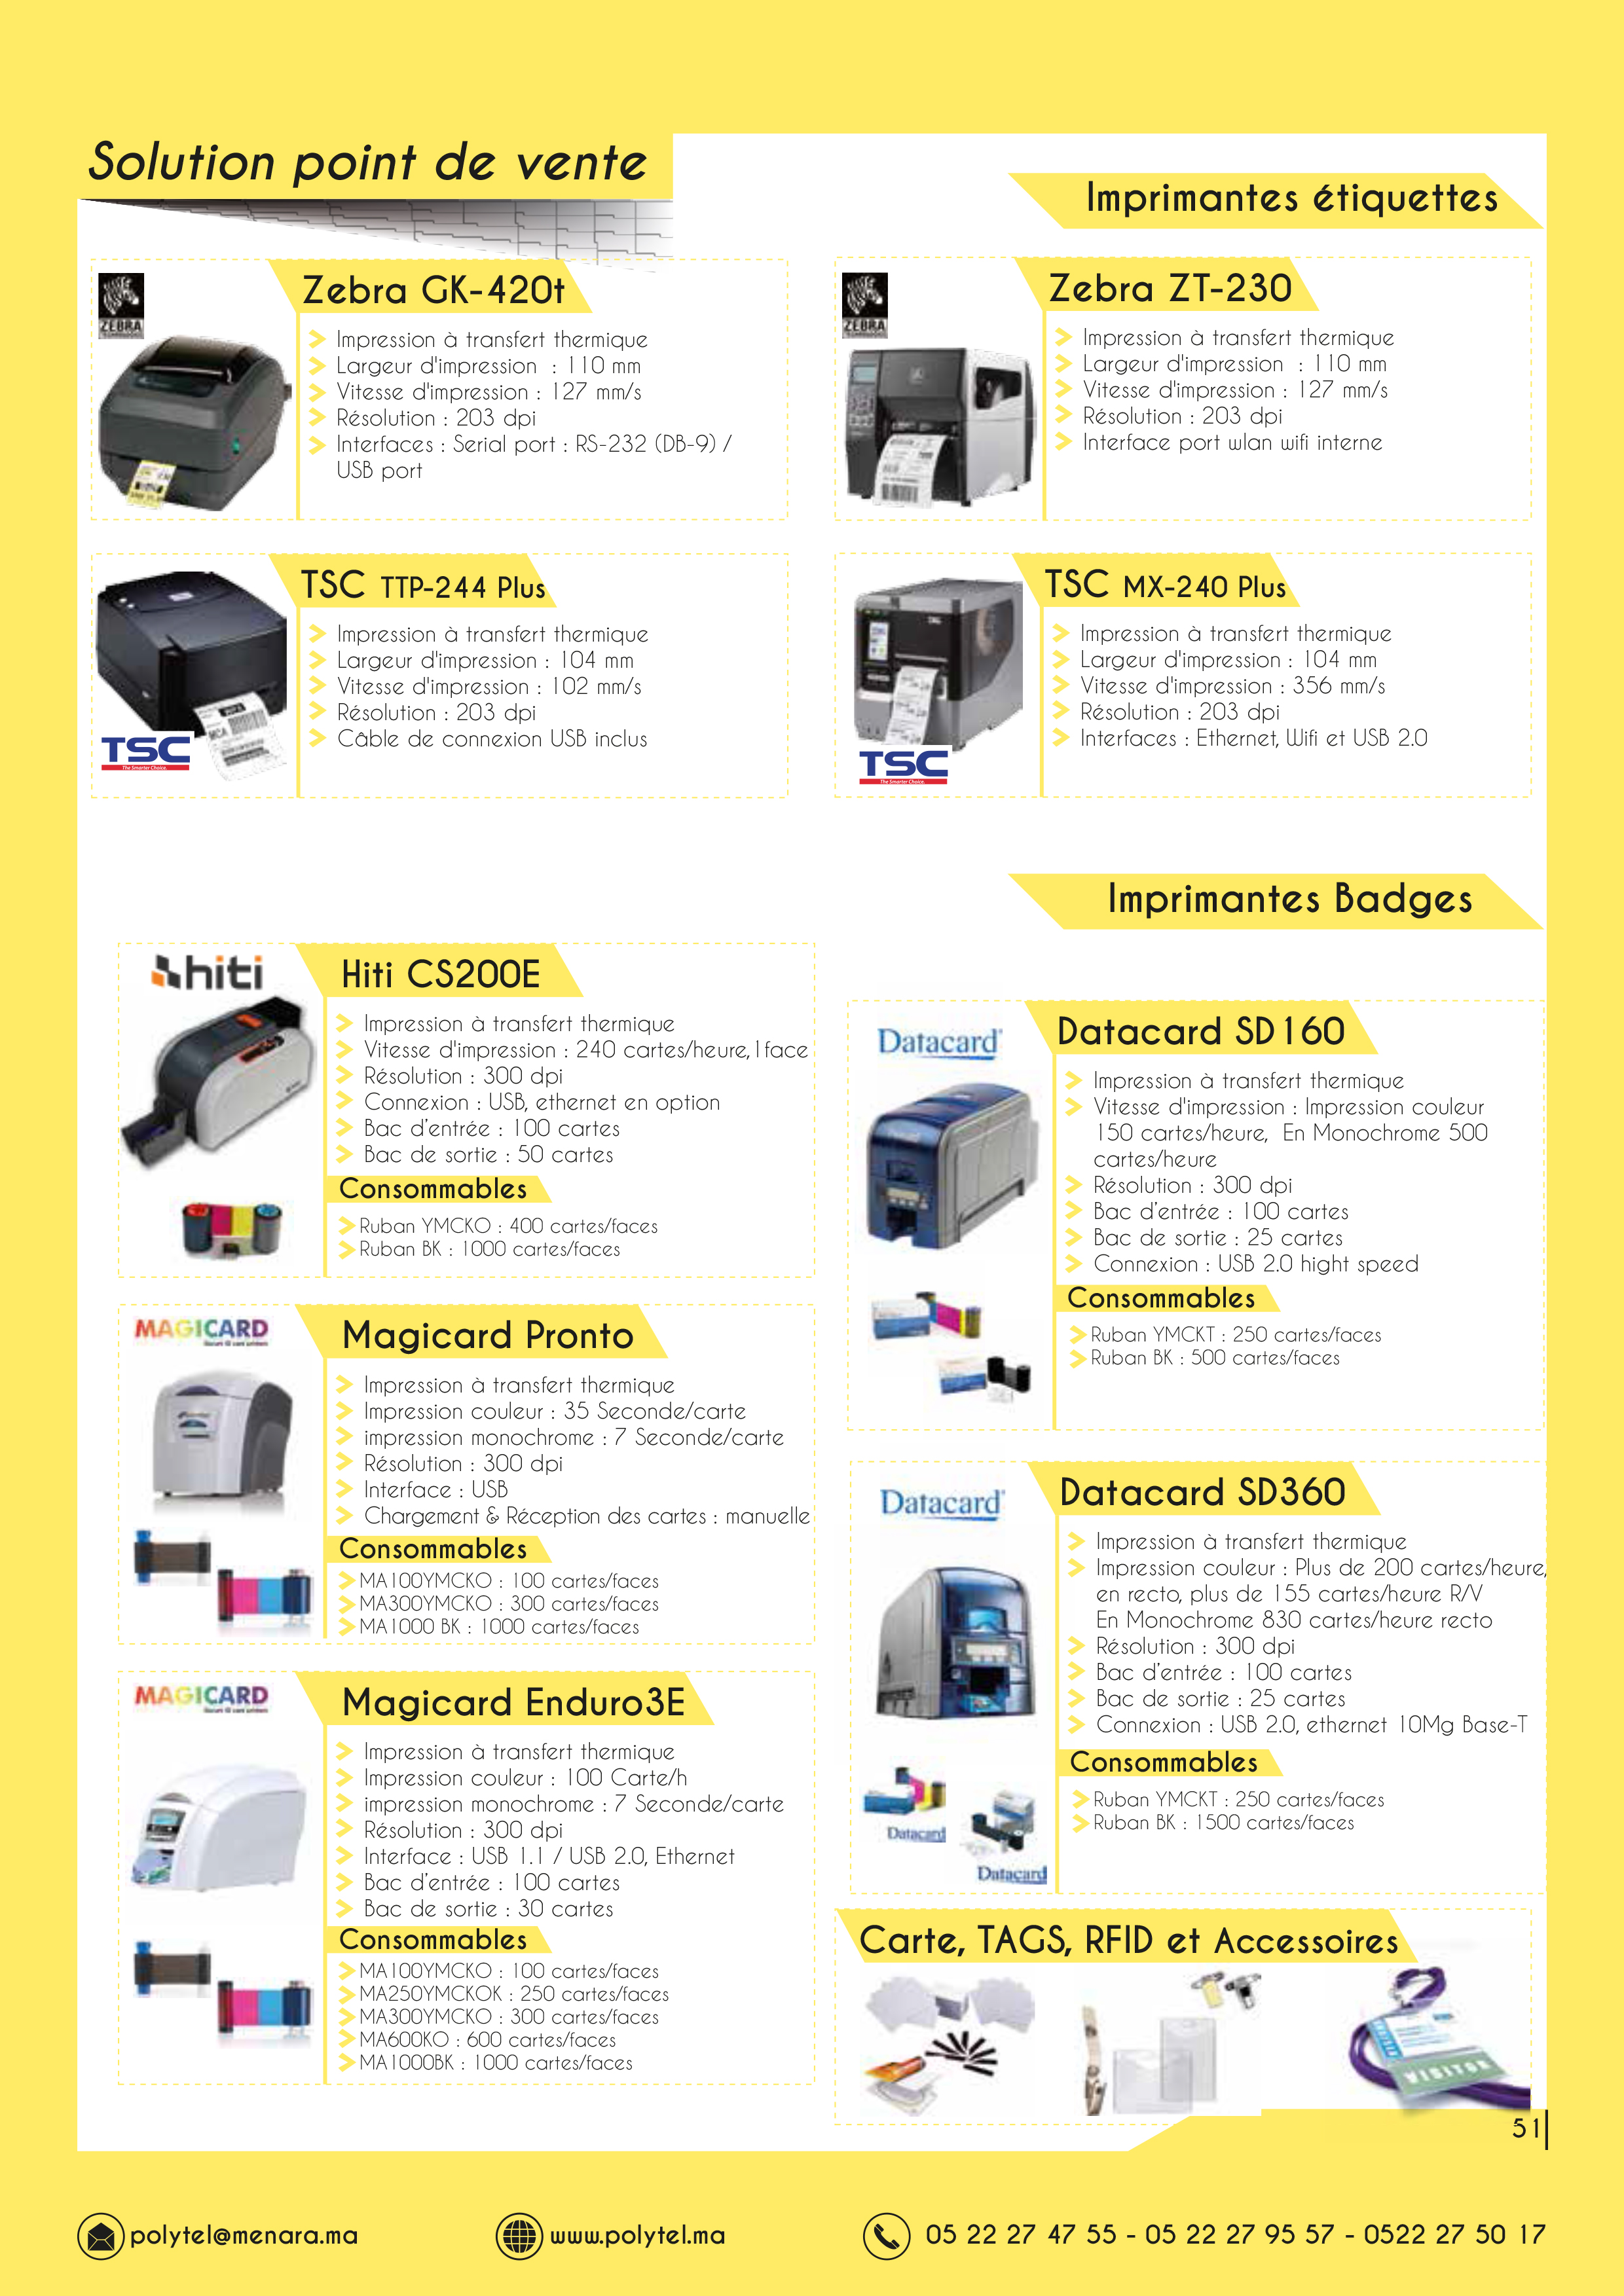 Solution point de vente
Imprimantes étiquettes
ZEBRA
Zebra GK-420t
Impression à transfert thermique
Largeur d'impression : 110 mm
Vitesse d'impression : 127 mm/s
Résolution : 203 dpi
Interfaces : Serial port : RS-232 (DB-9) /
USB port
ZEBRA
Zebra ZT-230
Impression à transfert thermique
Largeur d'impression : 110 mm
Vitesse d'impression : 127 mm/s
Résolution : 203 dpi
Interface port wlan wifi interne
TSC TTP-244 Plus
Impression à transfert thermique
Largeur d'impression : 104 mm
Vitesse d'impression : 102 mm/s
Résolution : 203 dpi
Câble de connexion USB inclus
TSC
The Smarter Choice.
TSC MX-240 Plus
Impression à transfert thermique
Largeur d'impression : 104 mm
Vitesse d'impression : 356 mm/s
Résolution : 203 dpi
Interfaces : Ethernet, Wifi et USB 2.0
TSC
The Smarter Choice.
Imprimantes Badges
hiti
Hiti CS200E
Impression à transfert thermique
Vitesse d'impression : 240 cartes/heure,1face
Résolution : 300 dpi
Connexion : USB, ethernet en option
Bac d'entrée : 100 cartes
Bac de sortie : 50 cartes
Consommables
Ruban YMCKO : 400 cartes/faces
Ruban BK : 1000 cartes/faces
MAGICARD
Magicard Pronto
Impression à transfert thermique
Impression couleur : 35 Seconde/carte
impression monochrome : 7 Seconde/carte
Résolution : 300 dpi
Interface : USB
Chargement & Réception des cartes : manuelle
Consommables
MA100YMCKO : 100 cartes/faces
MA300YMCKO : 300 cartes/faces
MA1000 BK : 1000 cartes/faces
MAGICARD
Magicard Enduro3E
Impression à transfert thermique
Impression couleur : 100 Carte/h
impression monochrome : 7 Seconde/carte
Résolution : 300 dpi
Interface : USB 1.1 / USB 2.0, Ethernet
Bac d'entrée : 100 cartes
Bac de sortie : 30 cartes
Consommables
MA100YMCKO : 100 cartes/faces
MA250YMCKOK : 250 cartes/faces
MA300YMCKO : 300 cartes/faces
MA600KO : 600 cartes/faces
MA1000BK : 1000 cartes/faces
Datacard
Datacard SD160
Impression à transfert thermique
Vitesse d'impression : Impression couleur
150 cartes/heure, En Monochrome 500
cartes/heure
Résolution : 300 dpi
Bac d'entrée : 100 cartes
Bac de sortie : 25 cartes
Connexion : USB 2.0 hight speed
Consommables
Ruban YMCKT : 250 cartes/faces
Ruban BK : 500 cartes/faces
Datacard
Datacard SD360
Impression à transfert thermique
Impression couleur : Plus de 200 cartes/heure,
en recto, plus de 155 cartes/heure R/V
En Monochrome 830 cartes/heure recto
Résolution : 300 dpi
Bac d'entrée : 100 cartes
Bac de sortie : 25 cartes
Connexion : USB 2.0, ethernet 10Mg Base-T
Consommables
Ruban YMCKT : 250 cartes/faces
Ruban BK : 1500 cartes/faces
Datacard
Datacard
Carte, TAGS, RFID et Accessoires
VISITOR
51
polytel@menara.ma
www.polytel.ma
05 22 27 47 55 - 05 22 27 95 57 - 0522 27 50 17